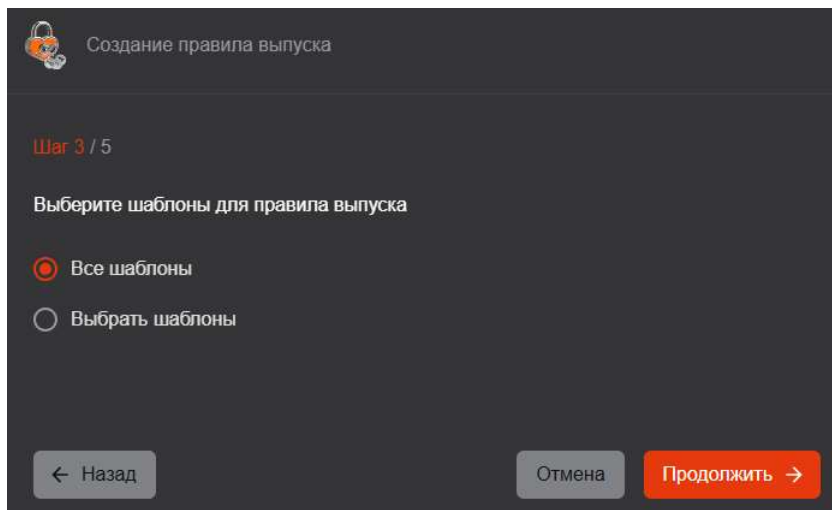 Создание правила выпуска
Шаг 3 / 5
Выберите шаблоны для правила выпуска
Все шаблоны
Выбрать шаблоны
← Назад
Отмена
Продолжить →